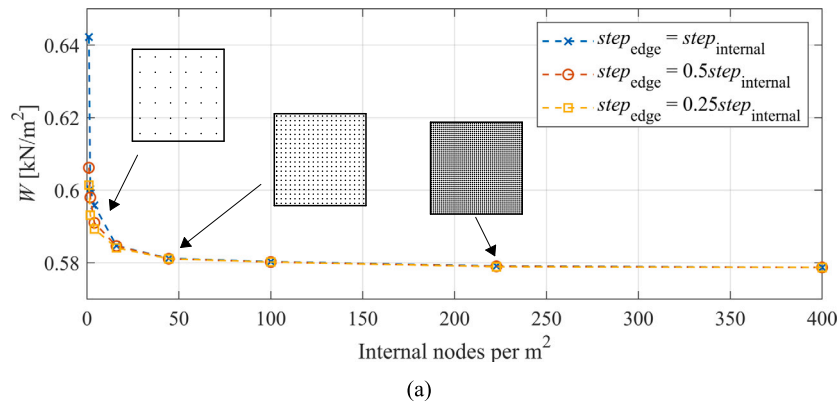 W [kN/m²]
0.64
0.62
0.6
0.58
0 50 100 150 200 250 300 350 400
Internal nodes per m²
step_edge = step_internal
step_edge = 0.5step_internal
step_edge = 0.25step_internal
(a)